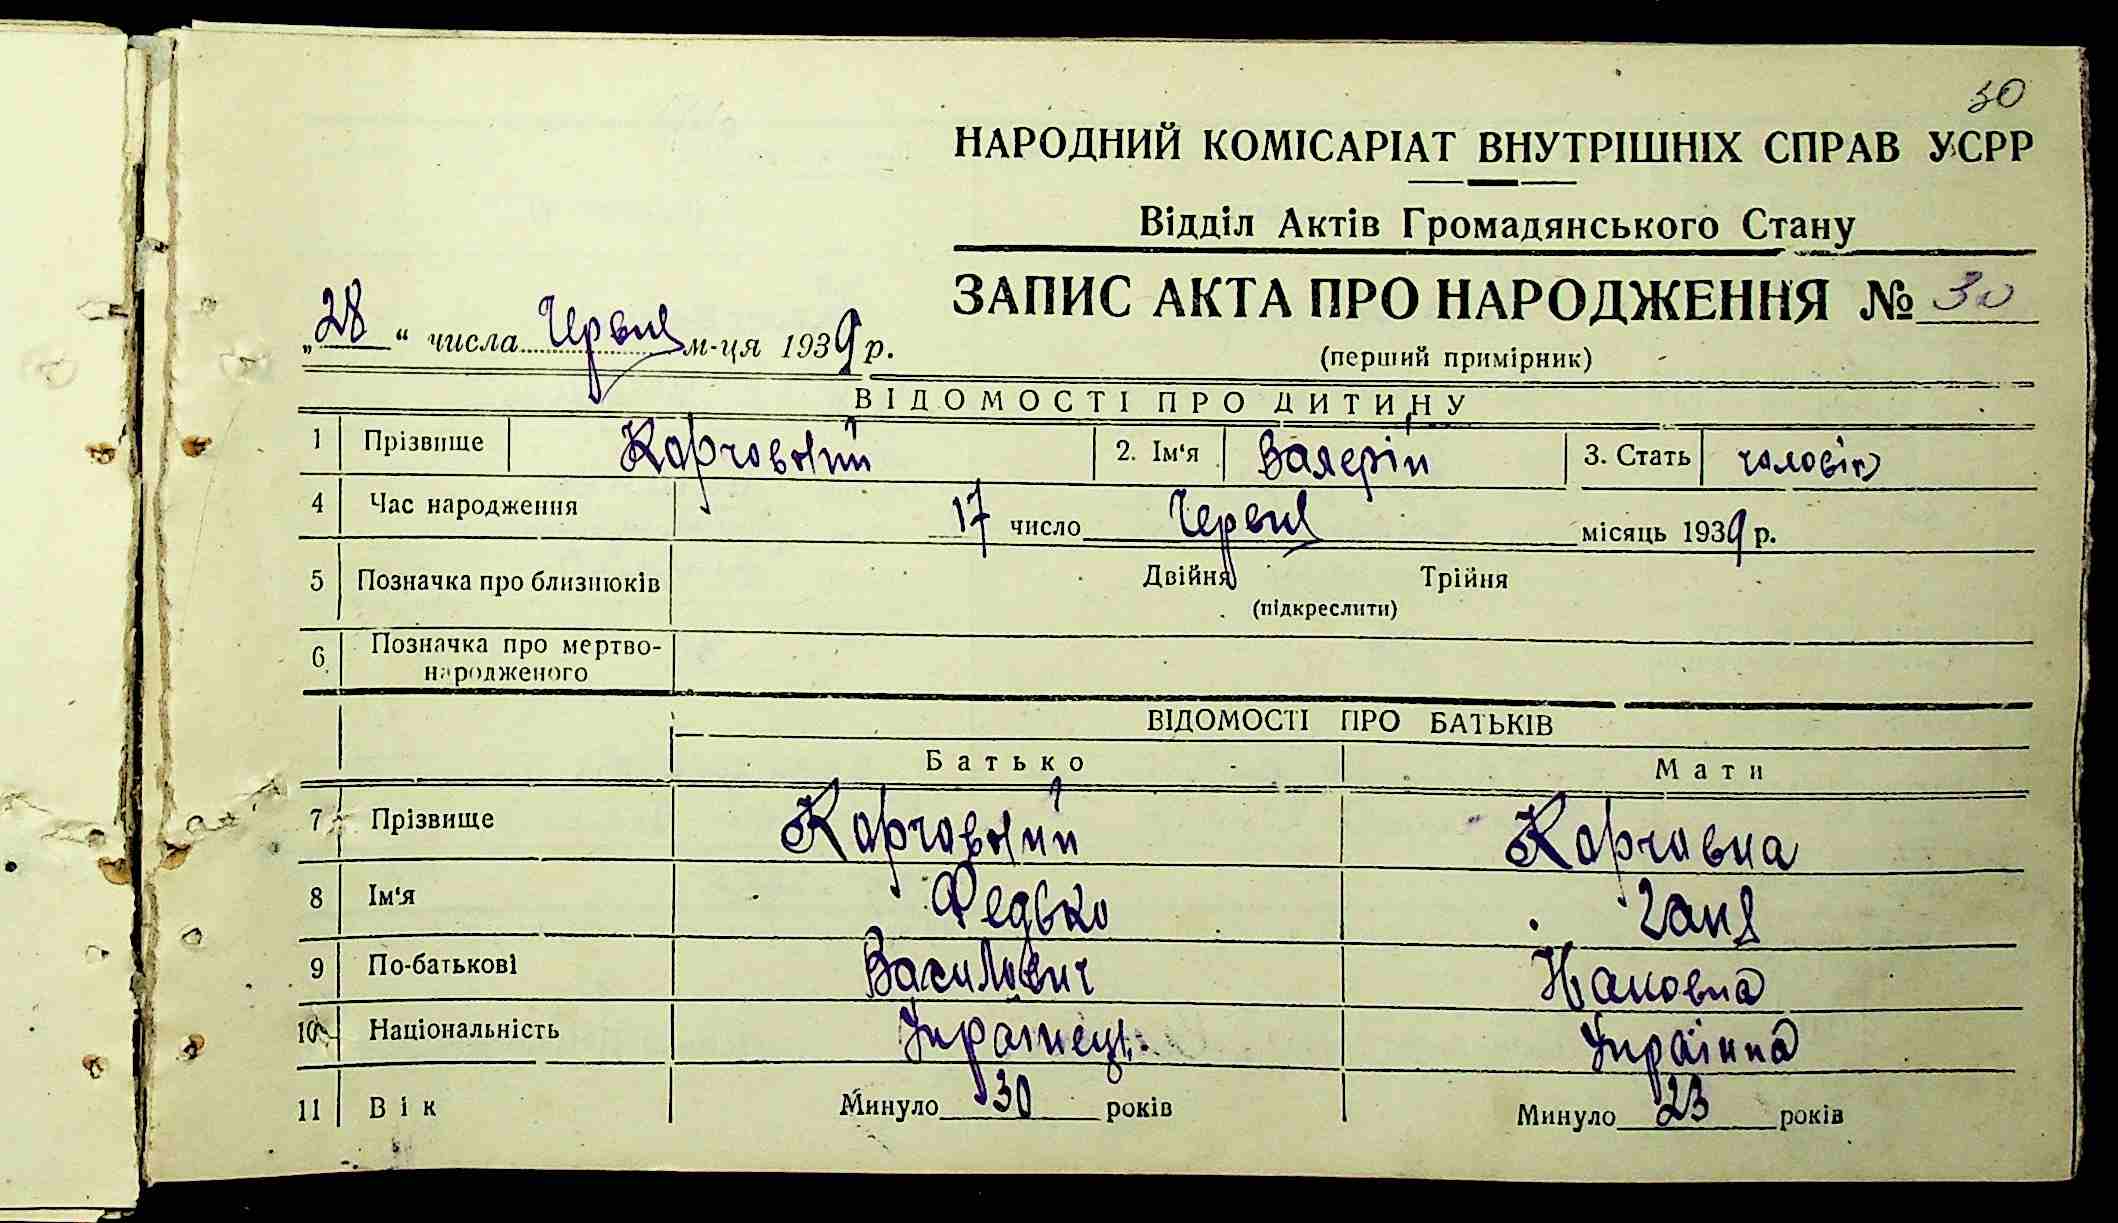 30
НАРОДНИЙ КОМІСАРІАТ ВНУТРІШНІХ СПРАВ УСРР
Відділ Актів Громадянського Стану
ЗАПИС АКТА ПРО НАРОДЖЕННЯ № 30
„28“ числа Червня м-ця 1939 р.
(перший примірник)
ВІДОМОСТІ ПРО ДИТИНУ
1 Прізвище Корчовний 2. Ім'я Валерій 3. Стать чоловік
4 Час народження 17 число Червня місяць 1939 р.
5 Позначка про близнюків Двійня Трійня
(підкреслити)
6 Позначка про мертво-
народженого
ВІДОМОСТІ ПРО БАТЬКІВ
Батько Мати
7 Прізвище Корчовний Корчовна
8 Ім'я Федько Ганя
9 По-батькові Василович
10 Національність Українець Українка
11 Вік Минуло 30 років Минуло 23 років